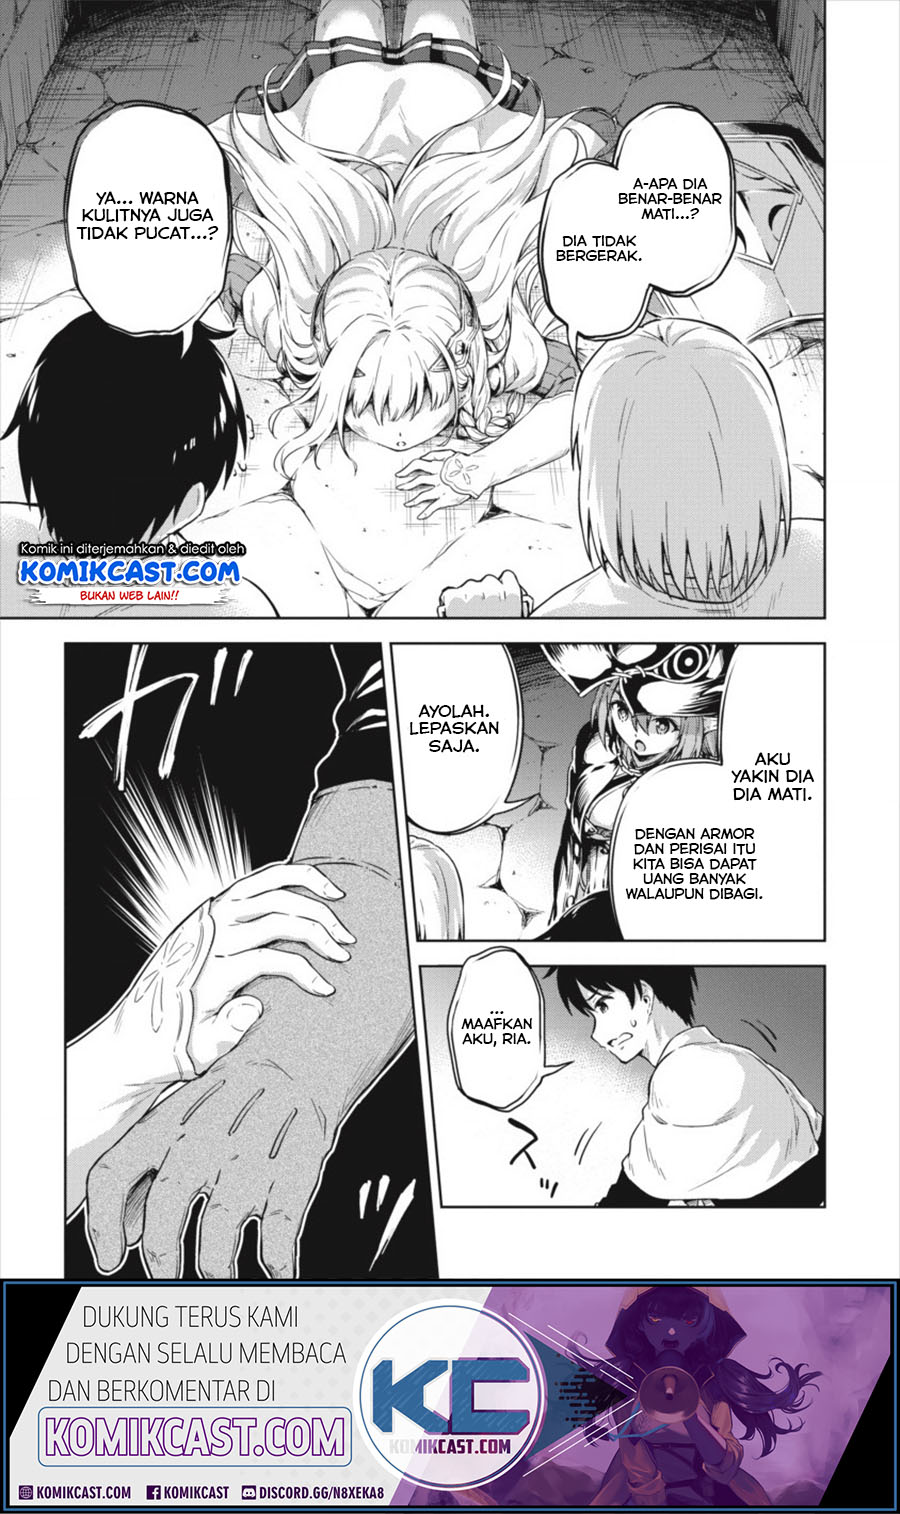 A-APA DIA
BENAR-BENAR
MATI...?
DIA TIDAK
BERGERAK.
YA... WARNA
KULITNYA JUGA
TIDAK PUCAT...?
Komik ini diterjemahkan & diedit oleh
KOMIKCAST.COM
BUKAN WEB LAIN!!
AKU
YAKIN DIA
DIA MATI.
DENGAN ARMOR
DAN PERISAI ITU
KITA BISA DAPAT
UANG BANYAK
WALAUPUN DIBAGI.
AYOLAH.
LEPASKAN
SAJA.
...
MAAFKAN
AKU, RIA.
ズッ
ガッ
DUKUNG TERUS KAMI
DENGAN SELALU MEMBACA
DAN BERKOMENTAR DI
KOMIKCAST.COM
KC
KOMIKCAST.COM
KOMIKCAST.COM
KOMIKCAST
DISCORD.GG/N8XEKA8